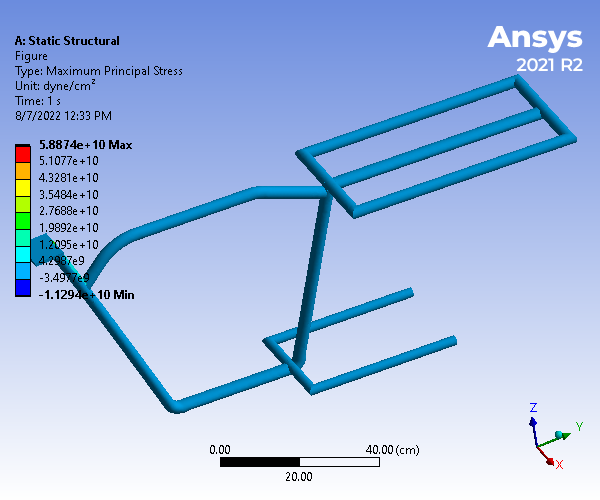 A: Static Structural
Figure
Type: Maximum Principal Stress
Unit: dyne/cm²
Time: 1 s
8/7/2022 12:33 PM
Ansys
2021 R2
5.8874e+10 Max
5.1077e+10
4.3281e+10
3.5484e+10
2.7688e+10
1.9892e+10
1.2095e+10
4.2987e9
-3.4977e9
-1.1294e+10 Min
Z
Y
X
0.00
40.00 (cm)
20.00